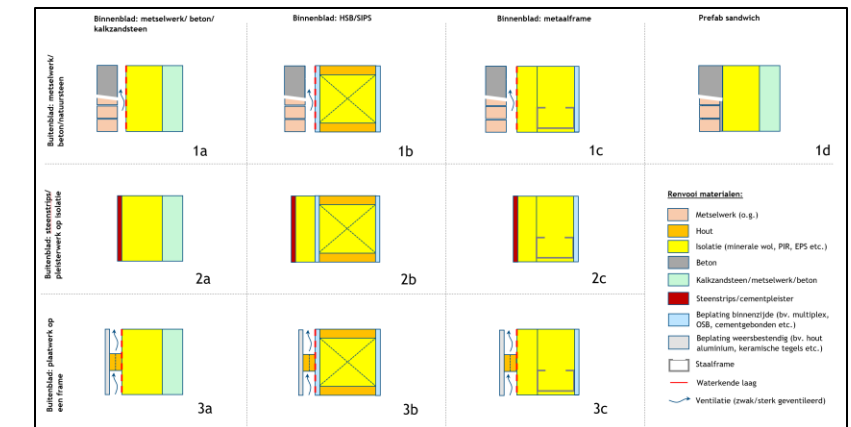 Binnenblad: metselwerk/ beton/
kalkzandsteen
Binnenblad: HSB/SIPS
Binnenblad: metaalframe
Prefab sandwich
Buitenblad: metselwerk/
beton/natuursteen
1a
1b
1c
1d
Buitenblad: steenstrips/
pleisterwerk op isolatie
2a
2b
2c
Buitenblad: plaatwerk op
een frame
3a
3b
3c
Renvooi materialen:
Metselwerk (o.g.)
Hout
Isolatie (minerale wol, PIR, EPS etc.)
Beton
Kalkzandsteen/metselwerk/beton
Steenstrips/cementpleister
Beplating binnenzijde (bv. multiplex,
OSB, cementgebonden etc.)
Beplating weersbestendig (bv. hout
aluminium, keramische tegels etc.)
Staalframe
Waterkende laag
Ventilatie (zwak/sterk geventileerd)